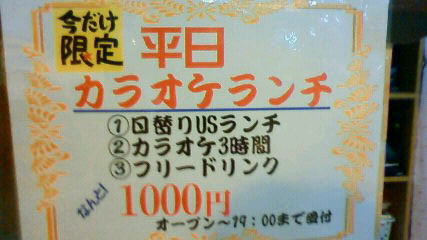 今だけ
限定
平日
カラオケランチ
①日替りUSランチ
②カラオケ3時間
③フリードリンク
なんと!
1000円
オープン～19:00まで受付